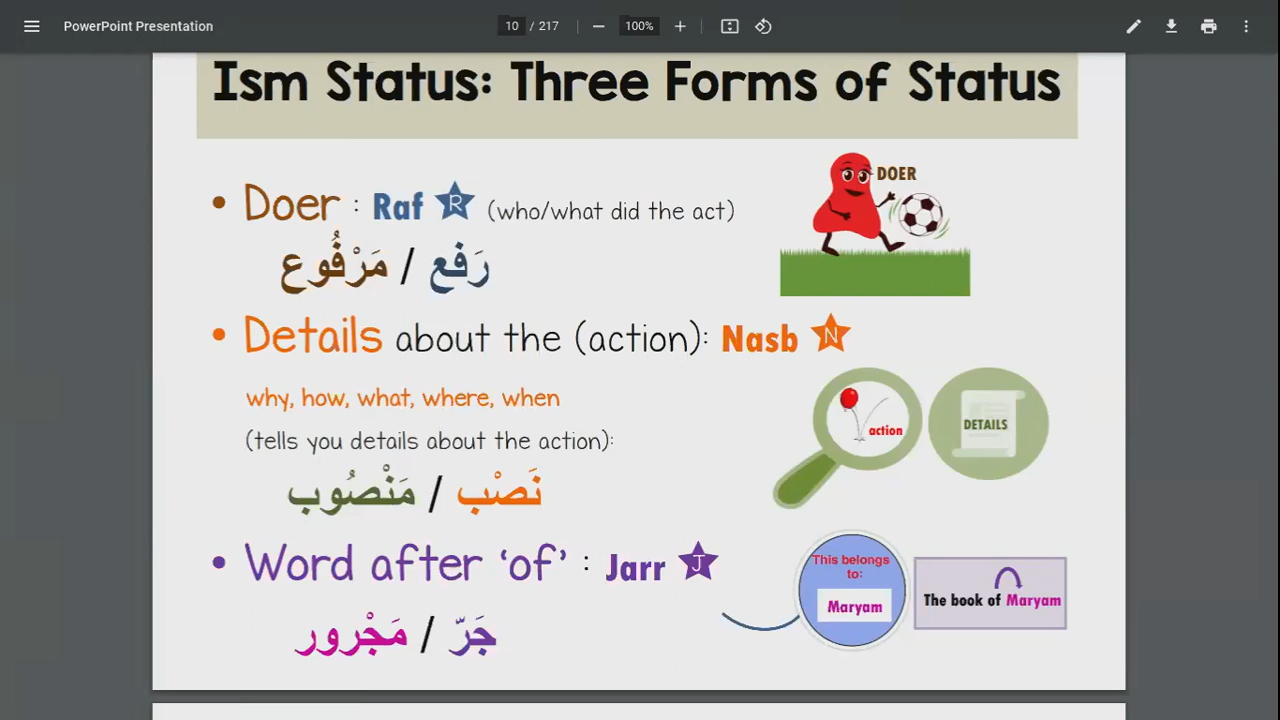 PowerPoint Presentation
10 / 217
100%
Ism Status: Three Forms of Status
• Doer : Raf R (who/what did the act)
رَفع / مَرْفُوع
DOER
• Details about the (action): Nasb N
why, how, what, where, when
(tells you details about the action):
نَصْب / مَنْصُوب
action
DETAILS
• Word after ‘of’ : Jarr J
جَرّ / مَجْرور
This belongs
to:
Maryam
The book of Maryam